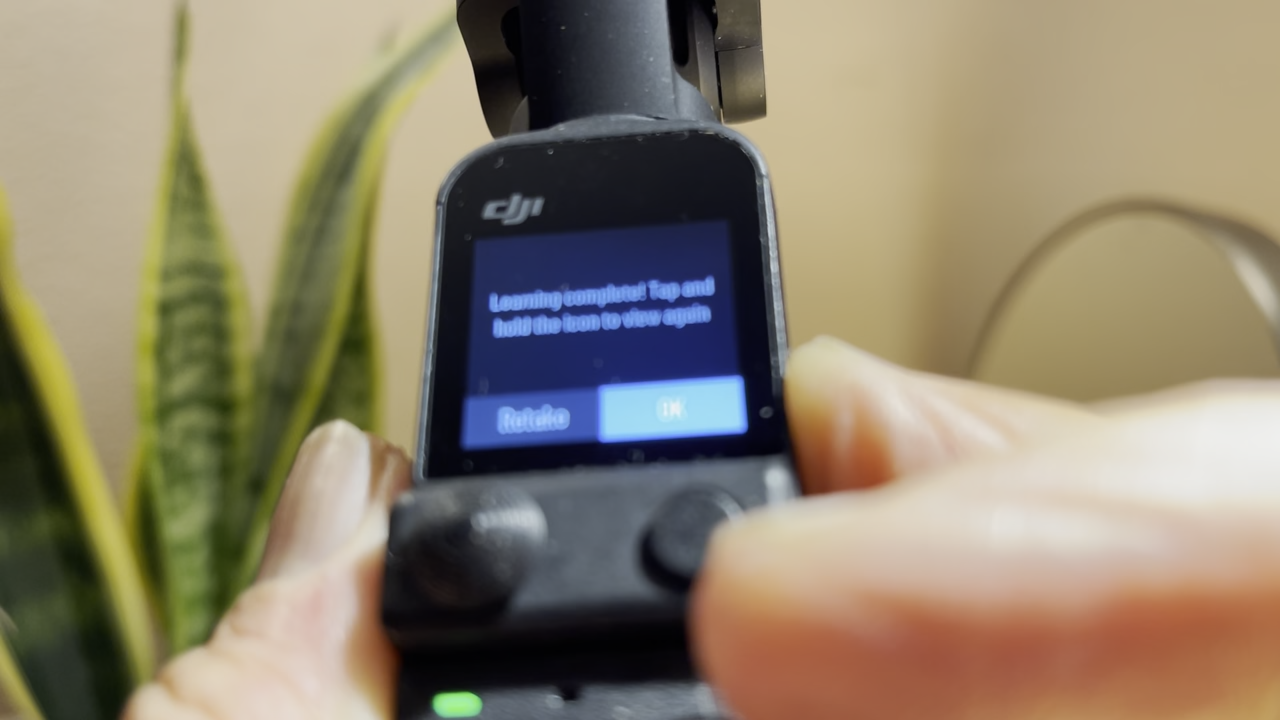 dji
Learning complete! Tap and
hold the icon to view again
Retake
OK